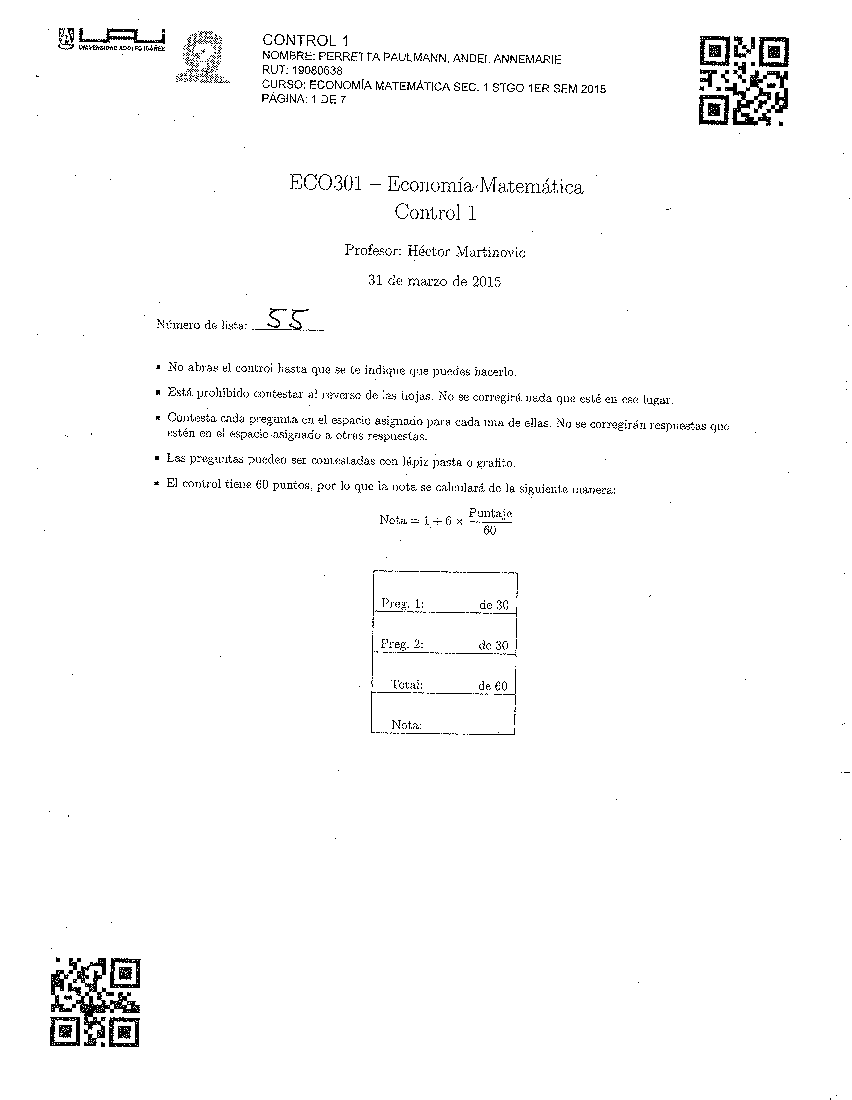 UAI
UNIVERSIDAD ADOLFO IBÁÑEZ
CONTROL 1
NOMBRE: PERRETTA PAULMANN, ANDEL ANNEMARIE
RUT: 19080638
CURSO: ECONOMÍA MATEMÁTICA SEC. 1 STGO 1ER SEM 2015
PÁGINA: 1 DE 7
ECO301 – Economía Matemática
Control 1
Profesor: Héctor Martinovic
31 de marzo de 2015
Número de lista: 55
▪ No abras el control hasta que se te indique que puedes hacerlo.
▪ Está prohibido contestar al reverso de las hojas. No se corregirá nada que esté en ese lugar.
▪ Contesta cada pregunta en el espacio asignado para cada una de ellas. No se corregirán respuestas que
estén en el espacio asignado a otras respuestas.
▪ Las preguntas pueden ser contestadas con lápiz pasta o grafito.
▪ El control tiene 60 puntos, por lo que la nota se calculará de la siguiente manera:
Nota = 1 + 6 × Puntaje
60
Preg. 1: de 30
Preg. 2: de 30
Total: de 60
Nota: